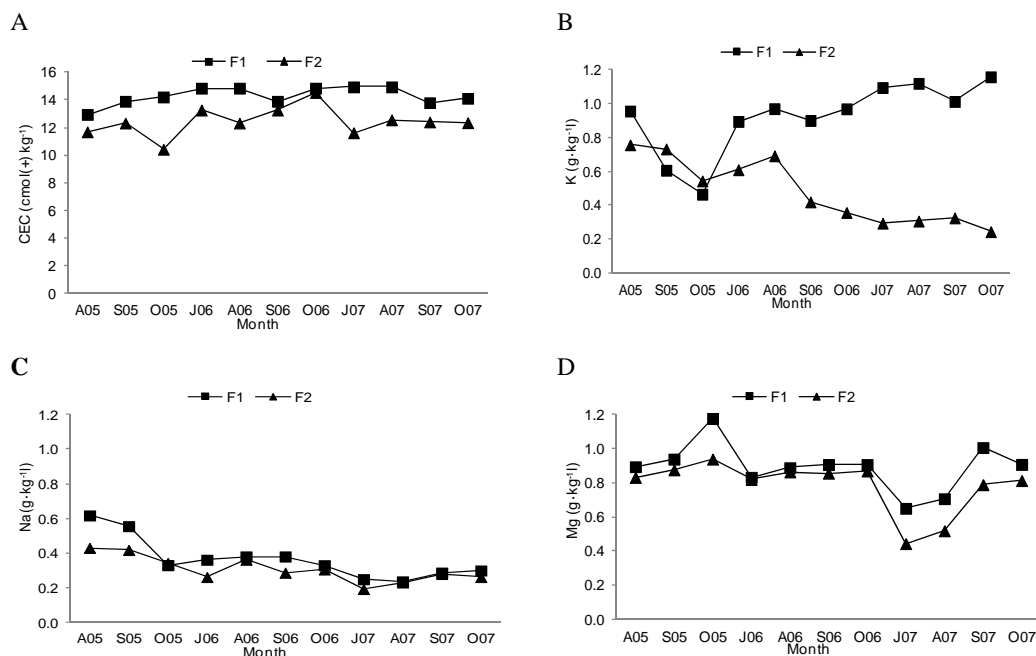 A
F1 F2
CEC (cmol(+) kg⁻¹)
16
14
12
10
8
6
4
2
0
A05 S05 O05 J06 A06 S06 O06 J07 A07 S07 O07
Month
B
F1 F2
K (g·kg⁻¹l)
1.2
1.0
0.8
0.6
0.4
0.2
0.0
A05 S05 O05 J06 A06 S06 O06 J07 A07 S07 O07
Month
C
F1 F2
Na (g·kg⁻¹l)
1.2
1.0
0.8
0.6
0.4
0.2
0.0
A05 S05 O05 J06 A06 S06 O06 J07 A07 S07 O07
Month
D
F1 F2
Mg (g·kg⁻¹l)
1.2
1.0
0.8
0.6
0.4
0.2
0.0
A05 S05 O05 J06 A06 S06 O06 J07 A07 S07 O07
Month